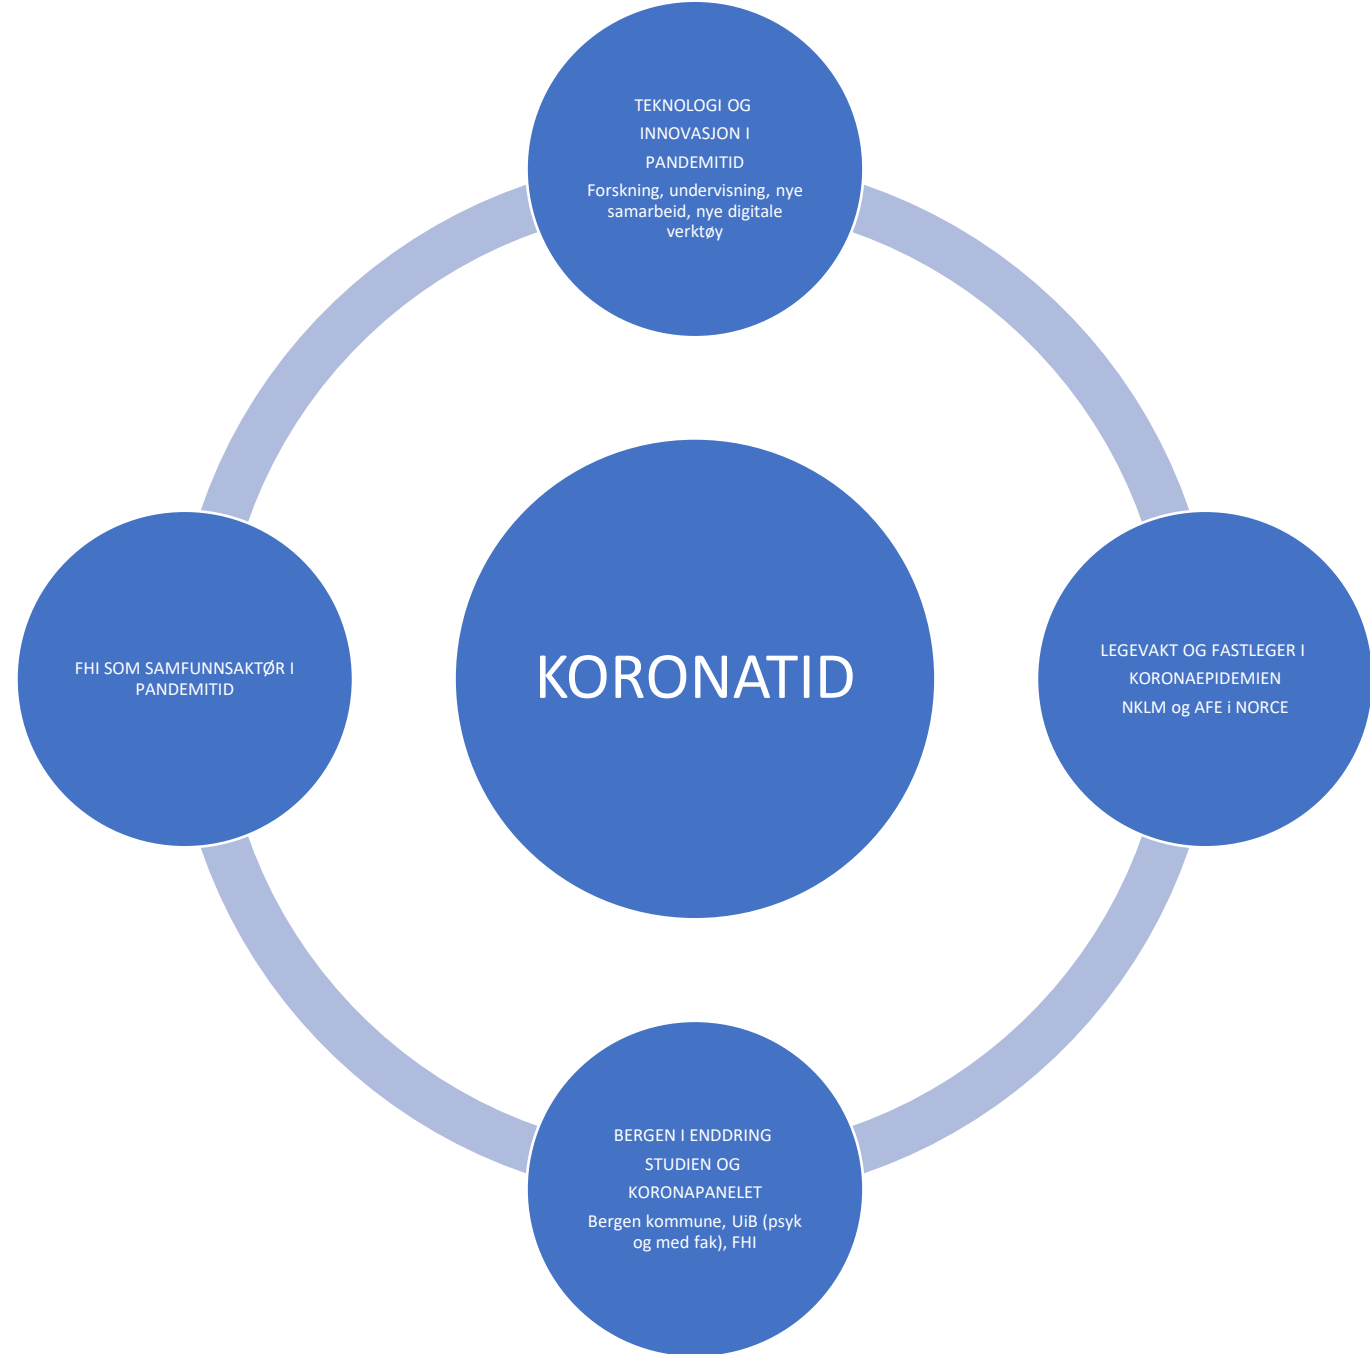 TEKNOLOGI OG
INNOVASJON I
PANDEMITID
Forskning, undervisning, nye
samarbeid, nye digitale
verktøy
FHI SOM SAMFUNNSAKTØR I
PANDEMITID
KORONATID
LEGEVAKT OG FASTLEGER I
KORONAEPIDEMIEN
NKLM og AFE i NORCE
BERGEN I ENDDRING
STUDIEN OG
KORONAPANELET
Bergen kommune, UiB (psyk
og med fak), FHI